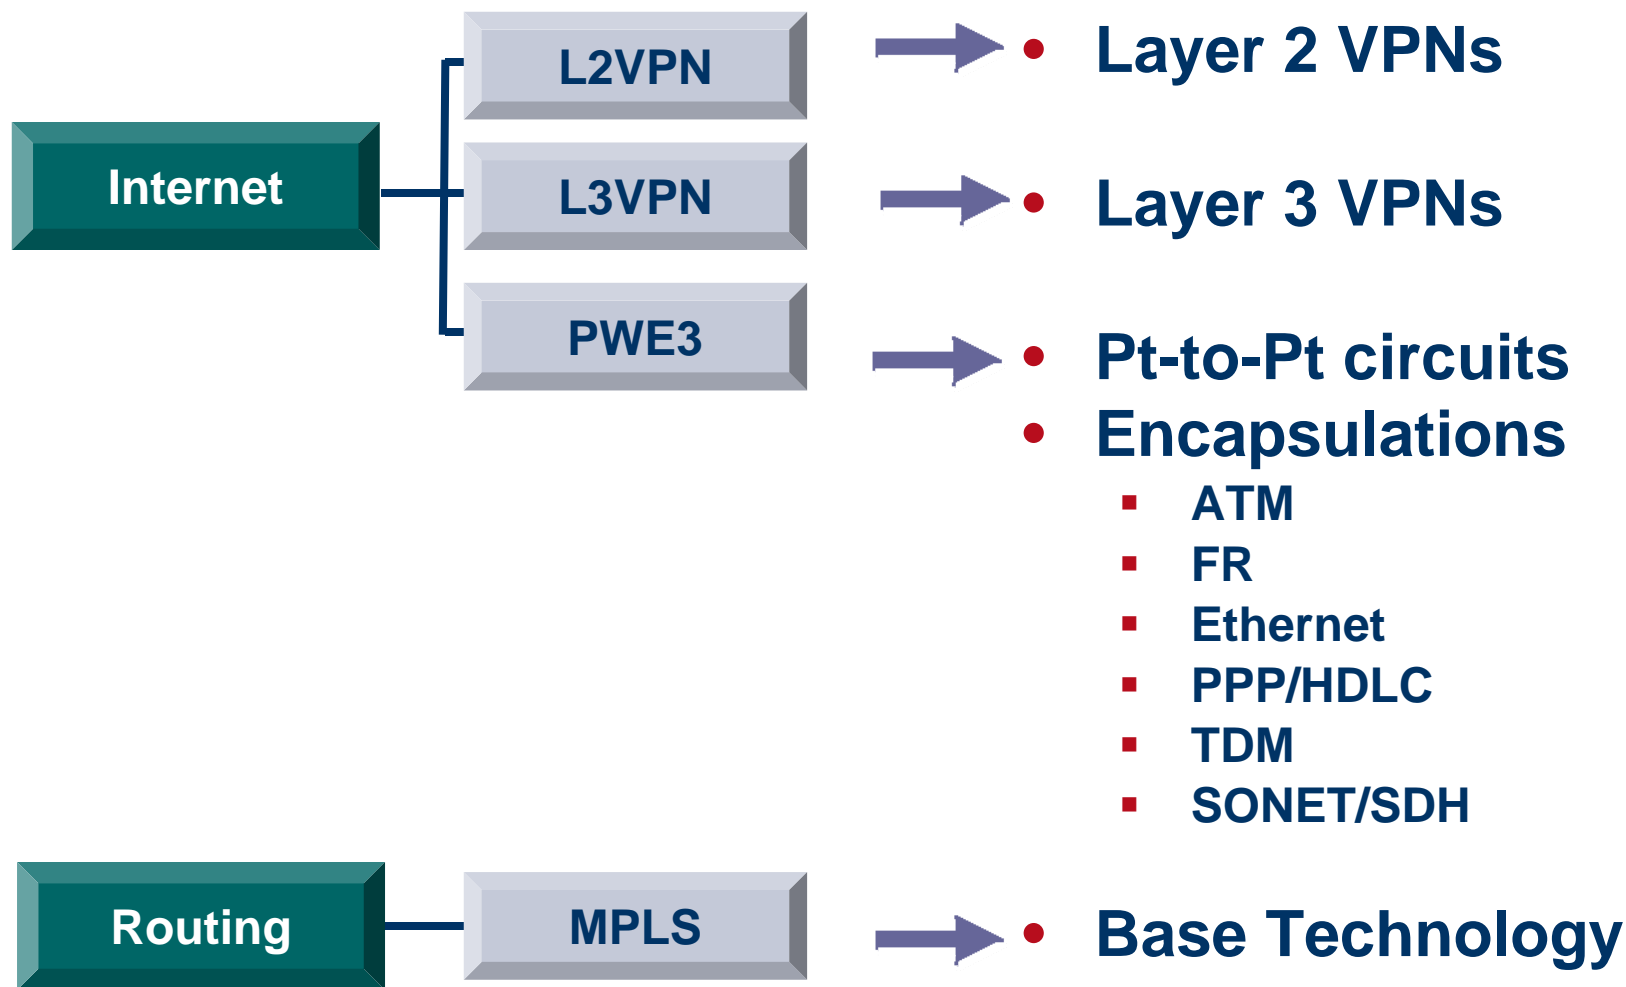 L2VPN
• Layer 2 VPNs
Internet
L3VPN
• Layer 3 VPNs
PWE3
• Pt-to-Pt circuits
• Encapsulations
▪ ATM
▪ FR
▪ Ethernet
▪ PPP/HDLC
▪ TDM
▪ SONET/SDH
Routing
MPLS
• Base Technology